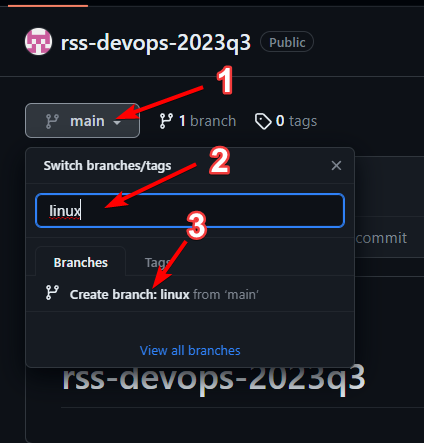 rss-devops-2023q3 Public
1
main 1 branch 0 tags
Switch branches/tags
2
linux
3
commit
Branches Tags
Create branch: linux from 'main'
View all branches
rss-devops-2023q3